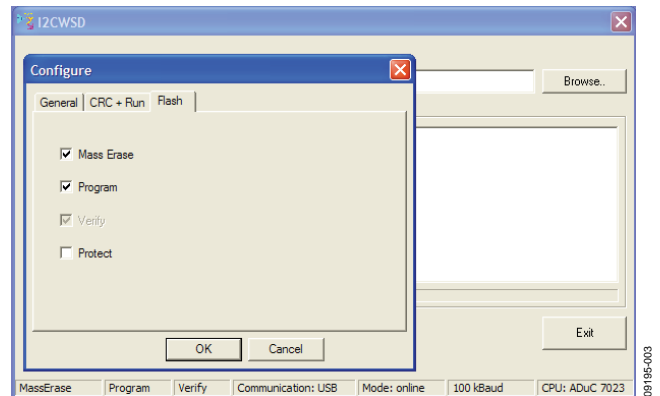 I2CWSD
Configure
Browse..
General CRC + Run Flash
Mass Erase
Program
Verify
Protect
Exit
OK Cancel
MassErase Program Verify Communication: USB Mode: online 100 kBaud CPU: ADuC 7023
09195-003